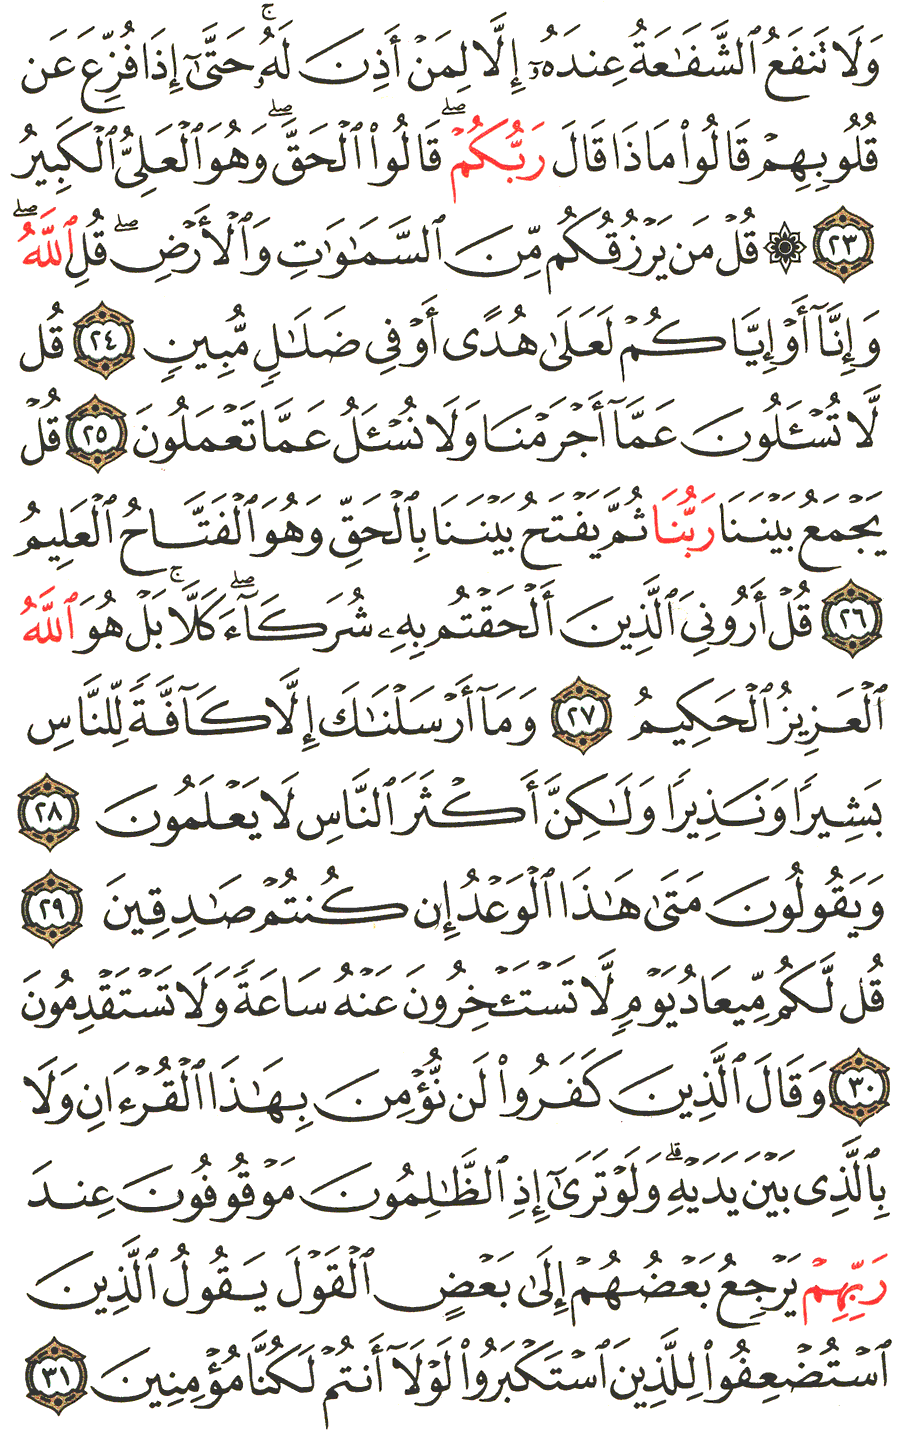 وَلَا تَنفَعُ ٱلشَّفَـٰعَةُ عِندَهُۥٓ إِلَّا لِمَنْ أَذِنَ لَهُۥ ۚ حَتَّىٰٓ إِذَا فُزِّعَ عَن
قُلُوبِهِمْ قَالُوا۟ مَاذَا قَالَ رَبُّكُمْ ۖ قَالُوا۟ ٱلْحَقَّ ۖ وَهُوَ ٱلْعَلِىُّ ٱلْكَبِيرُ
٢٣ ۞ قُلْ مَن يَرْزُقُكُم مِّنَ ٱلسَّمَـٰوَٰتِ وَٱلْأَرْضِ ۖ قُلِ ٱللَّهُ ۖ
وَإِنَّآ أَوْ إِيَّاكُمْ لَعَلَىٰ هُدًى أَوْ فِى ضَلَـٰلٍ مُّبِينٍ ٢٤ قُل
لَّا تُسْـَٔلُونَ عَمَّآ أَجْرَمْنَا وَلَا نُسْـَٔلُ عَمَّا تَعْمَلُونَ ٢٥ قُلْ
يَجْمَعُ بَيْنَنَا رَبُّنَا ثُمَّ يَفْتَحُ بَيْنَنَا بِٱلْحَقِّ وَهُوَ ٱلْفَتَّاحُ ٱلْعَلِيمُ
٢٦ قُلْ أَرُونِىَ ٱلَّذِينَ أَلْحَقْتُم بِهِۦ شُرَكَآءَ ۖ كَلَّا ۚ بَلْ هُوَ ٱللَّهُ
ٱلْعَزِيزُ ٱلْحَكِيمُ ٢٧ وَمَآ أَرْسَلْنَـٰكَ إِلَّا كَآفَّةً لِّلنَّاسِ
بَشِيرًا وَنَذِيرًا وَلَـٰكِنَّ أَكْثَرَ ٱلنَّاسِ لَا يَعْلَمُونَ ٢٨
وَيَقُولُونَ مَتَىٰ هَـٰذَا ٱلْوَعْدُ إِن كُنتُمْ صَـٰدِقِينَ ٢٩
قُل لَّكُم مِّيعَادُ يَوْمٍ لَّا تَسْتَـْٔخِرُونَ عَنْهُ سَاعَةً وَلَا تَسْتَقْدِمُونَ
٣٠ وَقَالَ ٱلَّذِينَ كَفَرُوا۟ لَن نُّؤْمِنَ بِهَـٰذَا ٱلْقُرْءَانِ وَلَا
بِٱلَّذِى بَيْنَ يَدَيْهِ ۗ وَلَوْ تَرَىٰٓ إِذِ ٱلظَّـٰلِمُونَ مَوْقُوفُونَ عِندَ
رَبِّهِمْ يَرْجِعُ بَعْضُهُمْ إِلَىٰ بَعْضٍ ٱلْقَوْلَ يَقُولُ ٱلَّذِينَ
ٱسْتُضْعِفُوا۟ لِلَّذِينَ ٱسْتَكْبَرُوا۟ لَوْلَآ أَنتُمْ لَكُنَّا مُؤْمِنِينَ ٣١